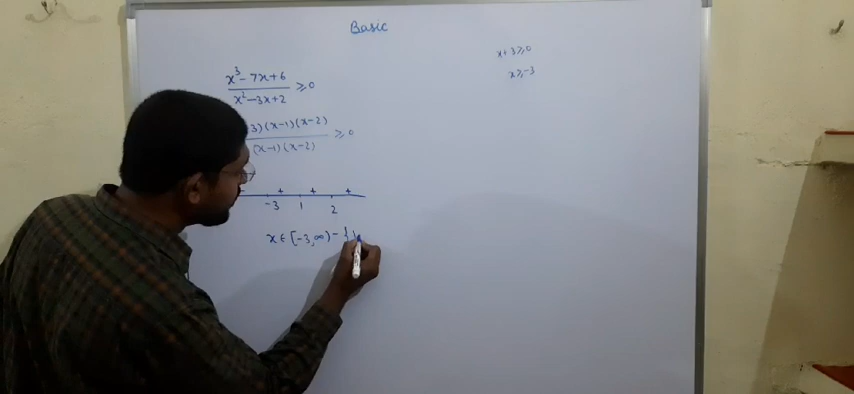 Basic
x³ - 7x + 6 / x² - 3x + 2 ≥ 0
3)(x-1)(x-2) / (x-1)(x-2) ≥ 0
+ + +
-3 1 2
x ∈ [-3, ∞) - { 1
x + 3 ≥ 0
x ≥ -3